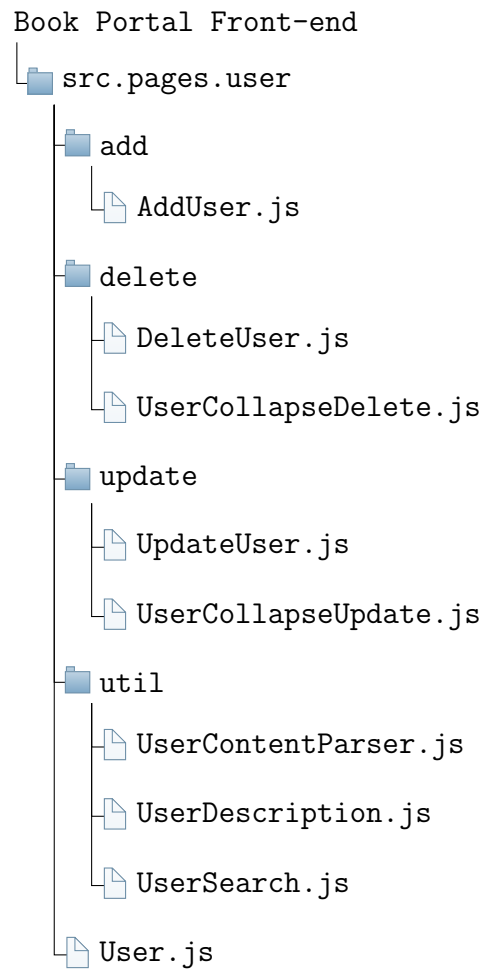 Book Portal Front-end
src.pages.user
add
AddUser.js
delete
DeleteUser.js
UserCollapseDelete.js
update
UpdateUser.js
UserCollapseUpdate.js
util
UserContentParser.js
UserDescription.js
UserSearch.js
User.js